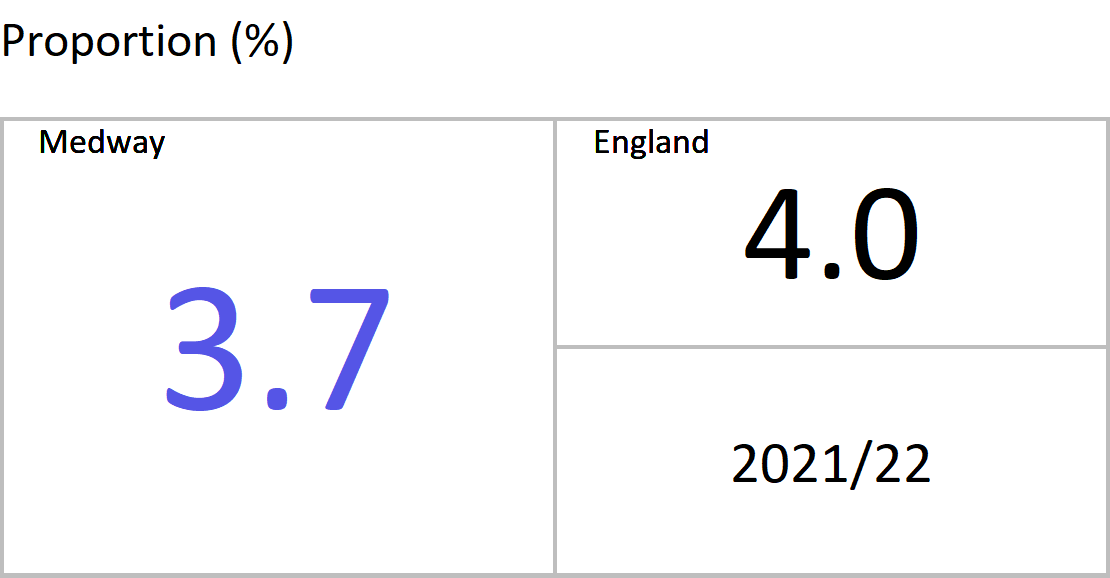 Proportion (%)
Medway
3.7
England
4.0
2021/22